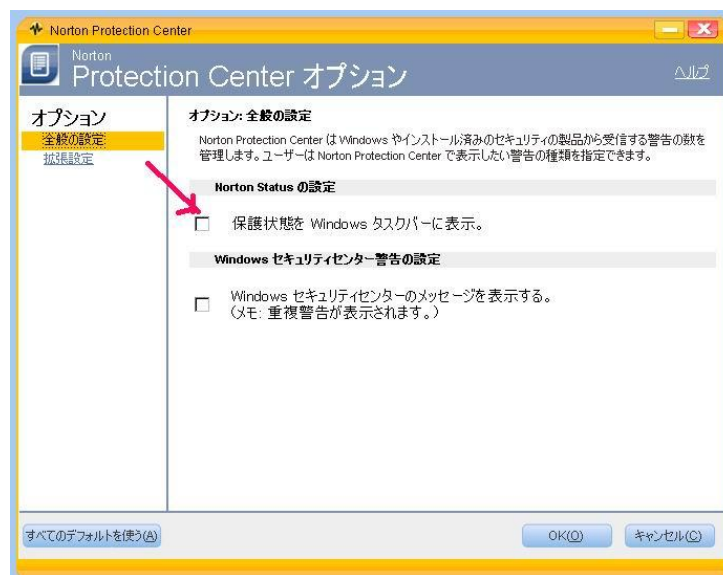 Norton Protection Center
Norton
Protection Center オプション
ヘルプ
オプション
全般の設定
拡張設定
オプション: 全般の設定
Norton Protection Center は Windows やインストール済みのセキュリティの製品から受信する警告の数を
管理します。ユーザーは Norton Protection Center で表示したい警告の種類を指定できます。
Norton Status の設定
保護状態を Windows タスクバーに表示。
Windows セキュリティセンター警告の設定
Windows セキュリティセンターのメッセージを表示する。
(メモ: 重複警告が表示されます。)
すべてのデフォルトを使う(A)
OK(O)
キャンセル(C)